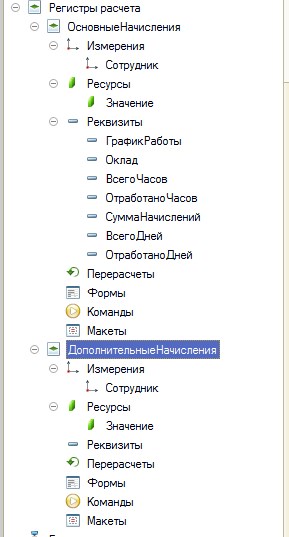 Регистры расчета
ОсновныеНачисления
Измерения
Сотрудник
Ресурсы
Значение
Реквизиты
ГрафикРаботы
Оклад
ВсегоЧасов
ОтработаноЧасов
СуммаНачислений
ВсегоДней
ОтработаноДней
Перерасчеты
Формы
Команды
Макеты
ДополнительныеНачисления
Измерения
Сотрудник
Ресурсы
Значение
Реквизиты
Перерасчеты
Формы
Команды
Макеты